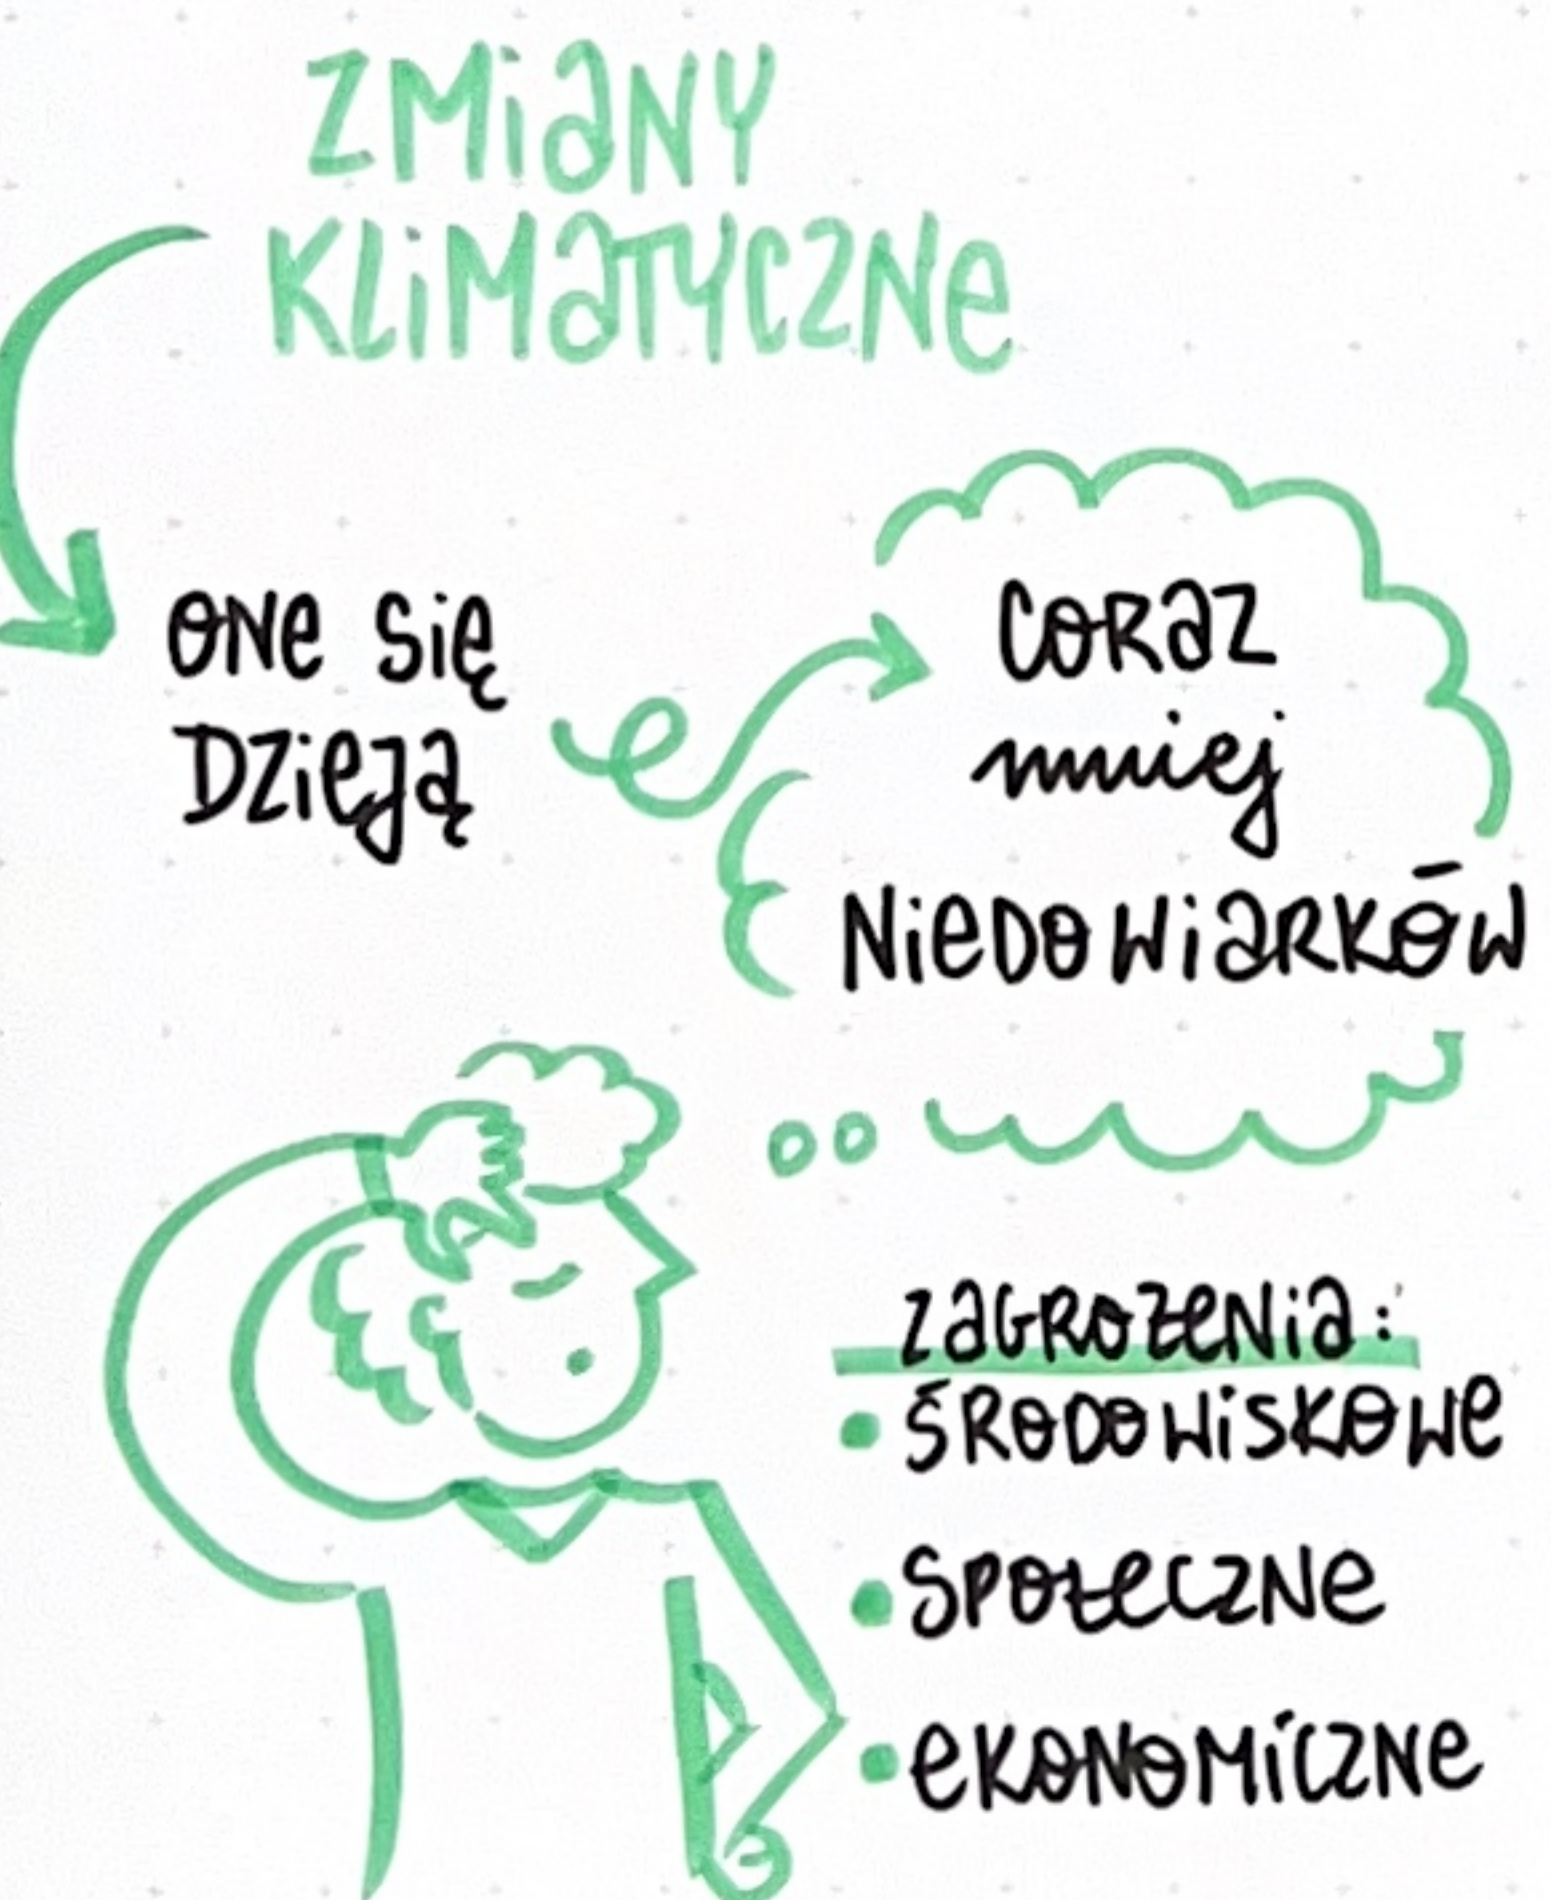 ZMiaNY
KLiMaTYCZNe
ONe Się
DZieją
CORaZ
mniej
NieDOWiaRKÓW
ZaGROżeNia:
• ŚRODOWiSKOWe
• SPOłeCZNe
• eKONOMiCZNe